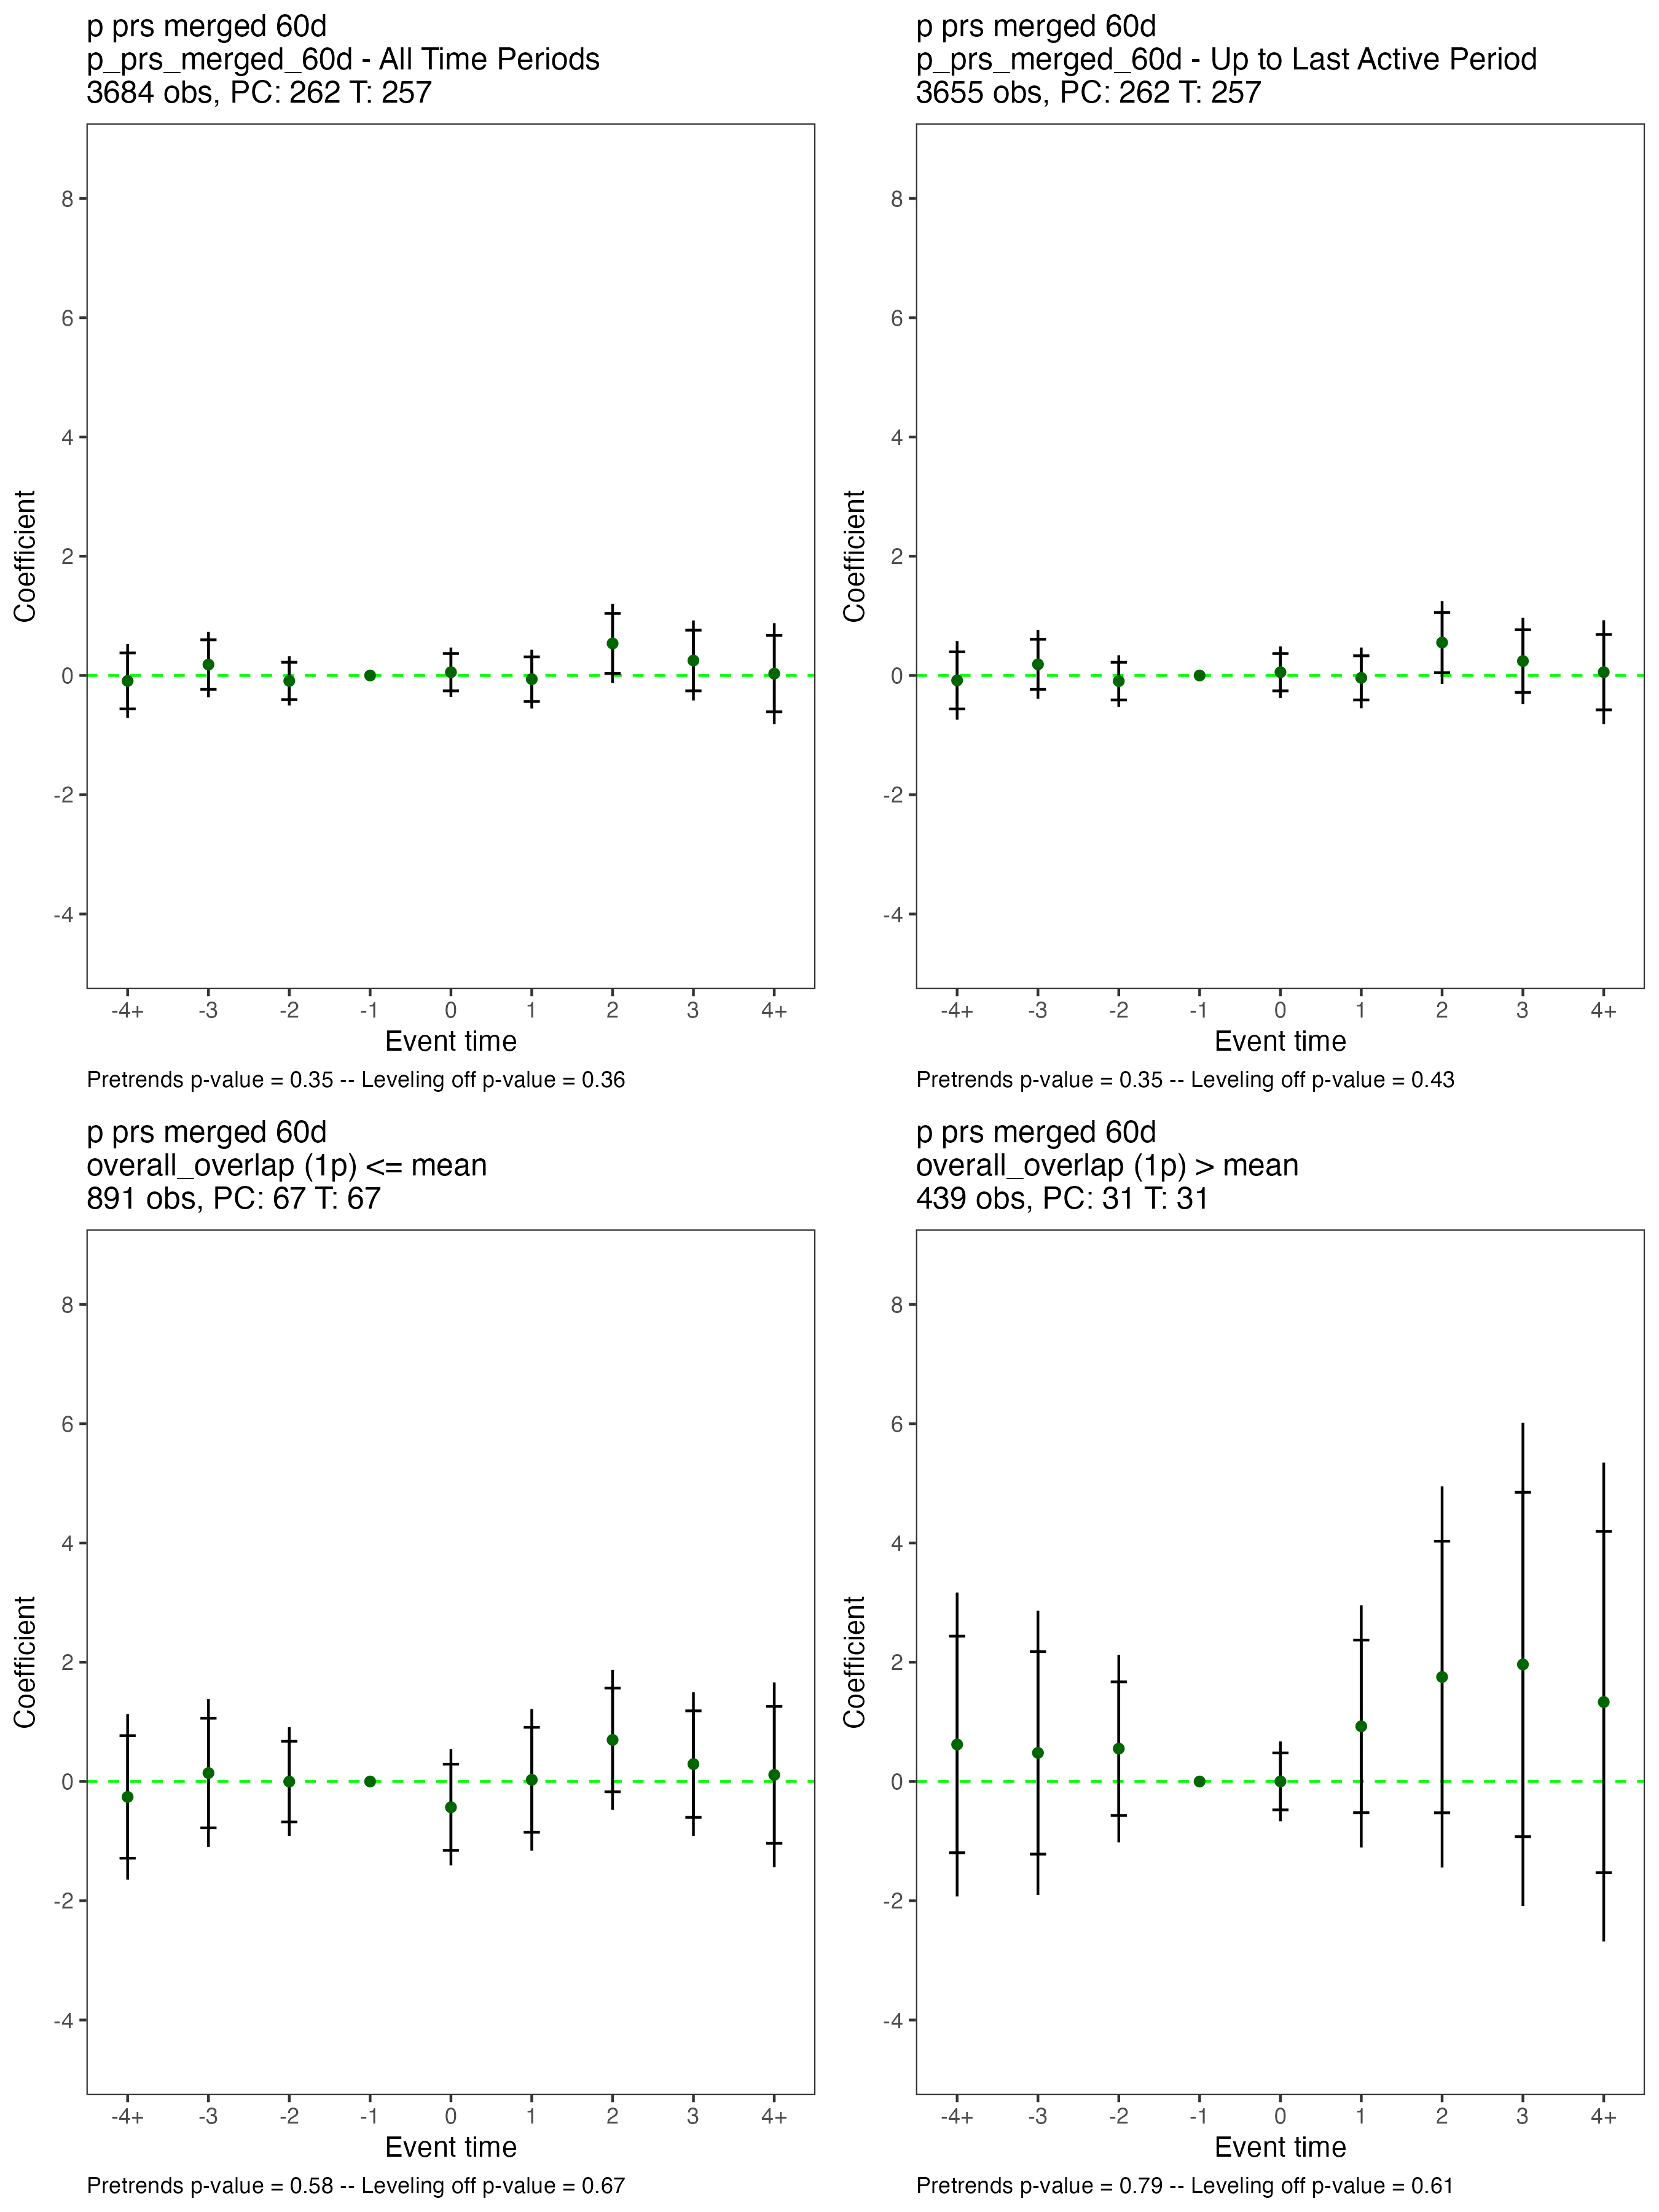 p prs merged 60d
p_prs_merged_60d - All Time Periods
3684 obs, PC: 262 T: 257
Coefficient
8
6
4
2
0
-2
-4
-4+ -3 -2 -1 0 1 2 3 4+
Event time
Pretrends p-value = 0.35 -- Leveling off p-value = 0.36
p prs merged 60d
p_prs_merged_60d - Up to Last Active Period
3655 obs, PC: 262 T: 257
Coefficient
8
6
4
2
0
-2
-4
-4+ -3 -2 -1 0 1 2 3 4+
Event time
Pretrends p-value = 0.35 -- Leveling off p-value = 0.43
p prs merged 60d
overall_overlap (1p) <= mean
891 obs, PC: 67 T: 67
Coefficient
8
6
4
2
0
-2
-4
-4+ -3 -2 -1 0 1 2 3 4+
Event time
Pretrends p-value = 0.58 -- Leveling off p-value = 0.67
p prs merged 60d
overall_overlap (1p) > mean
439 obs, PC: 31 T: 31
Coefficient
8
6
4
2
0
-2
-4
-4+ -3 -2 -1 0 1 2 3 4+
Event time
Pretrends p-value = 0.79 -- Leveling off p-value = 0.61